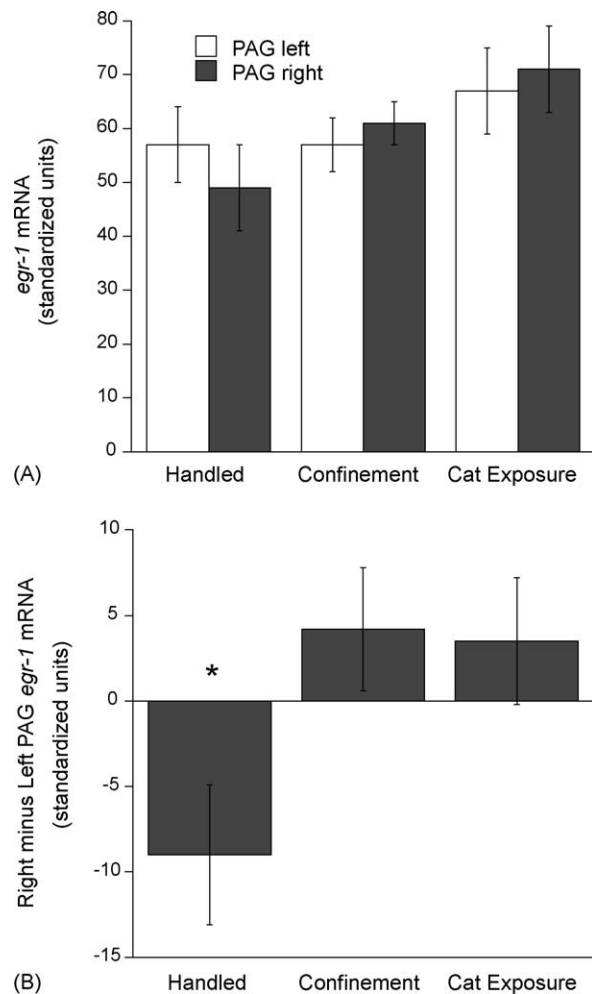 80
70
60
50
40
30
20
10
0
egr-1 mRNA
(standardized units)
PAG left
PAG right
Handled Confinement Cat Exposure
(A)
10
5
0
-5
-10
-15
Right minus Left PAG egr-1 mRNA
(standardized units)
*
Handled Confinement Cat Exposure
(B)